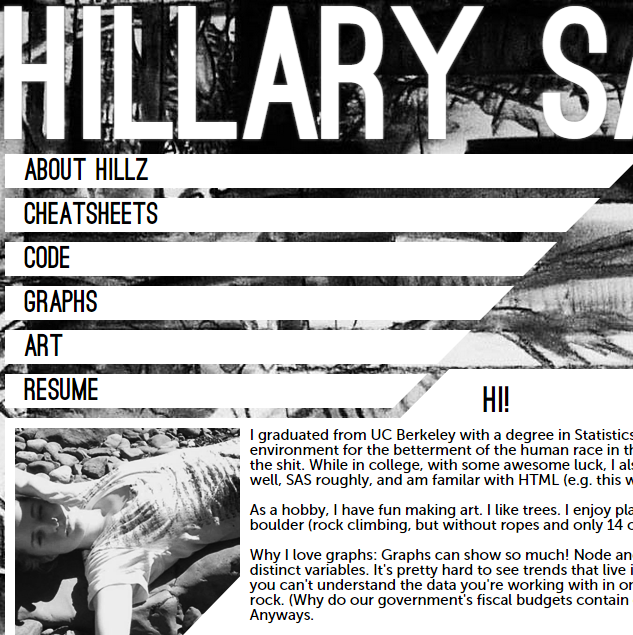 HILLARY SA
ABOUT HILLZ
CHEATSHEETS
CODE
GRAPHS
ART
RESUME
HI!
I graduated from UC Berkeley with a degree in Statistics
environment for the betterment of the human race in th
the shit. While in college, with some awesome luck, I als
well, SAS roughly, and am familar with HTML (e.g. this w
As a hobby, I have fun making art. I like trees. I enjoy pla
boulder (rock climbing, but without ropes and only 14 o
Why I love graphs: Graphs can show so much! Node an
distinct variables. It's pretty hard to see trends that live i
you can't understand the data you're working with in or
rock. (Why do our government's fiscal budgets contain
Anyways.